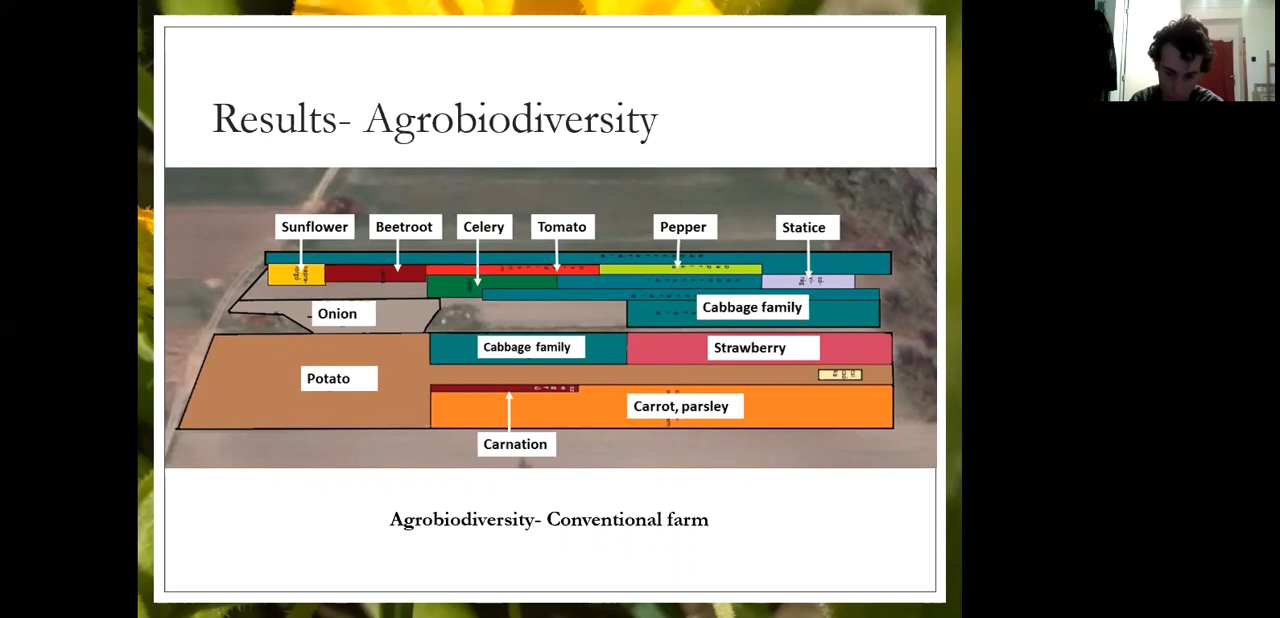 Results- Agrobiodiversity
Sunflower
Beetroot
Celery
Tomato
Pepper
Statice
Onion
Cabbage family
Cabbage family
Strawberry
Potato
Carrot, parsley
Carnation
Agrobiodiversity- Conventional farm